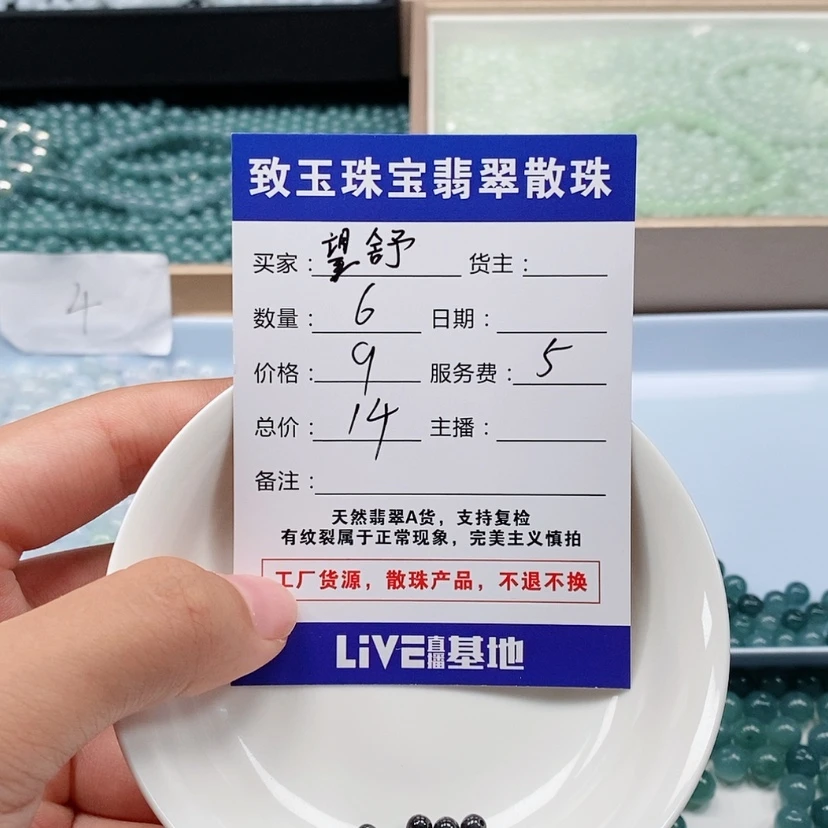 致玉珠宝翡翠散珠
买家：望舒 货主：
数量：6 日期：
价格：9 服务费：5
总价：14 主播：
备注：
天然翡翠A货，支持复检
有纹裂属于正常现象，完美主义慎拍
工厂货源，散珠产品，不退不换
LiVE直播基地
4